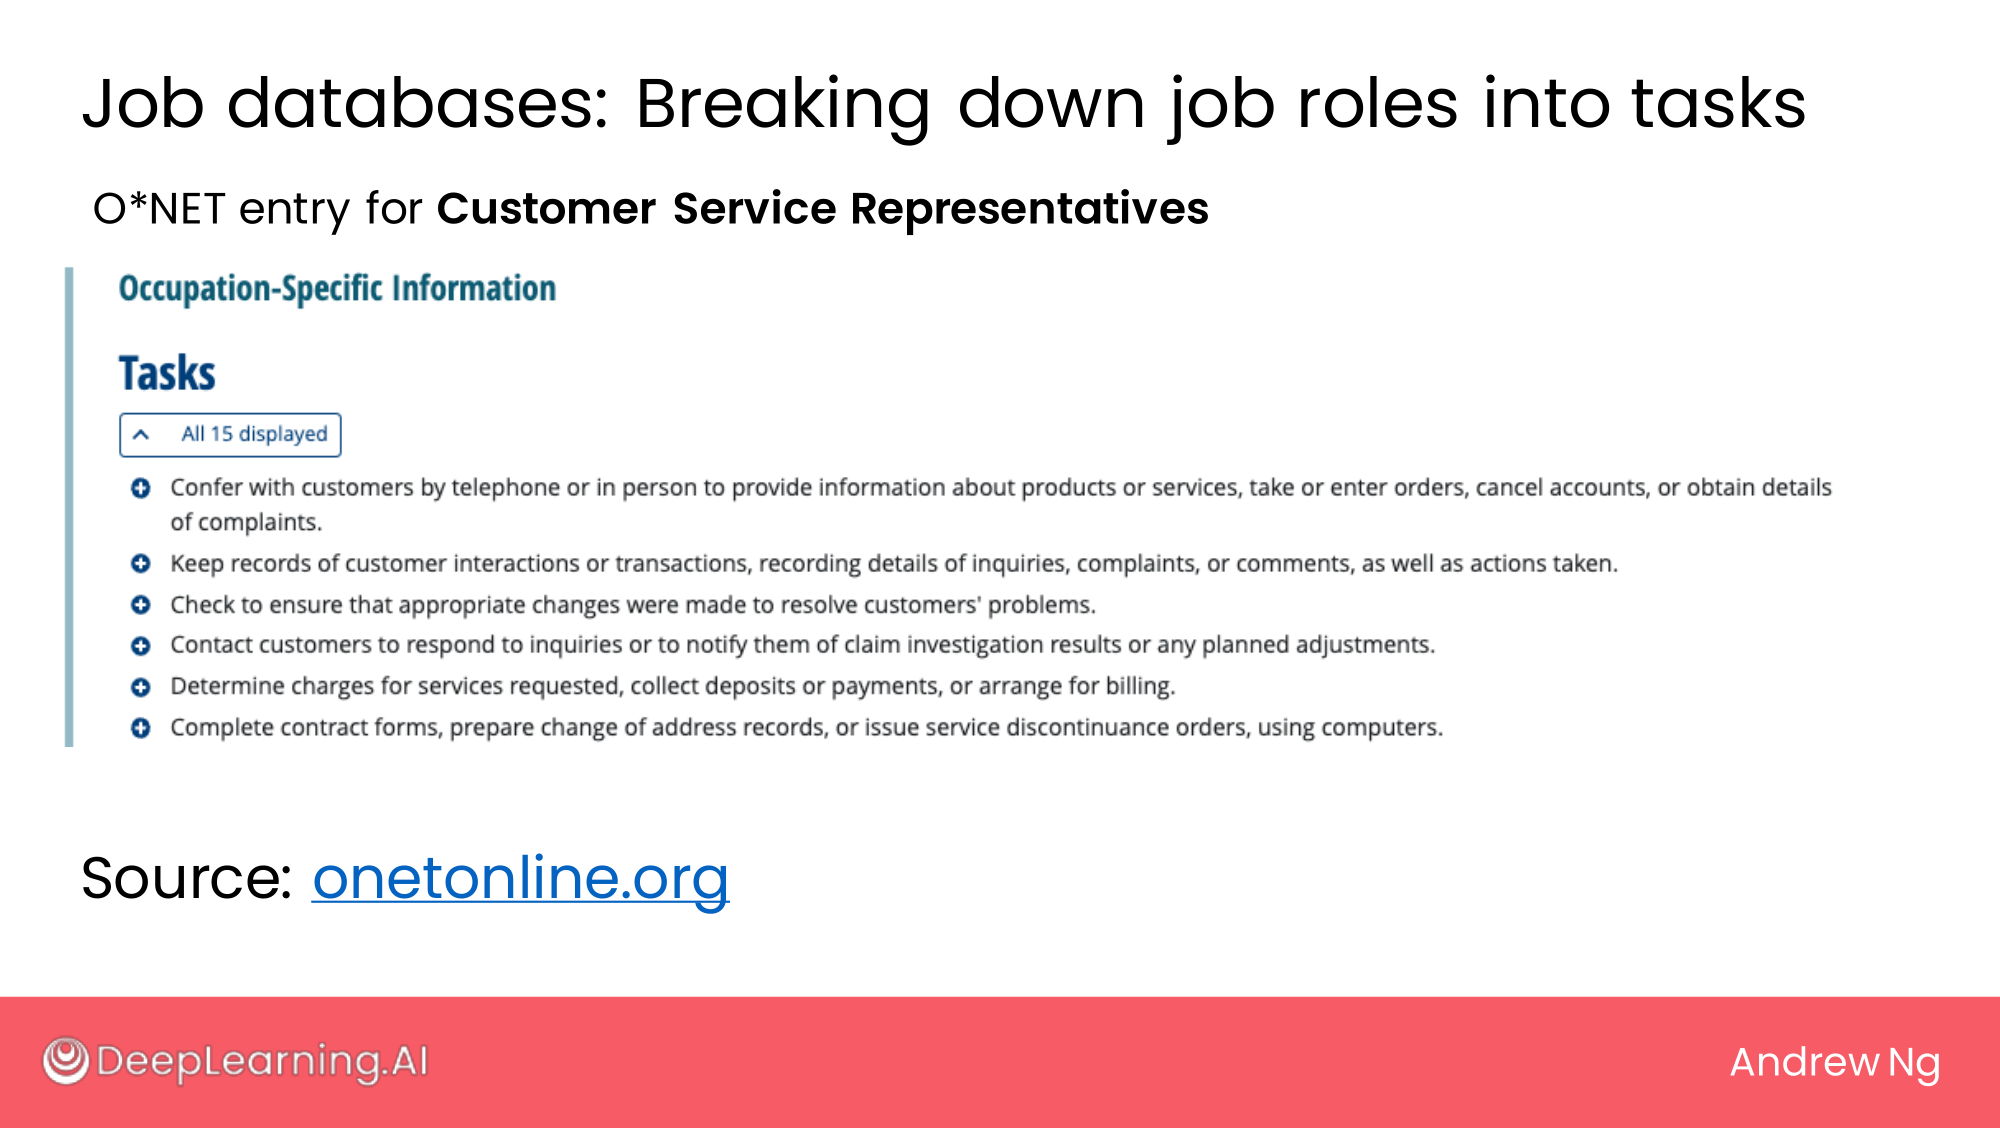 Job databases: Breaking down job roles into tasks
O*NET entry for Customer Service Representatives
Occupation-Specific Information
Tasks
All 15 displayed
Confer with customers by telephone or in person to provide information about products or services, take or enter orders, cancel accounts, or obtain details
of complaints.
Keep records of customer interactions or transactions, recording details of inquiries, complaints, or comments, as well as actions taken.
Check to ensure that appropriate changes were made to resolve customers' problems.
Contact customers to respond to inquiries or to notify them of claim investigation results or any planned adjustments.
Determine charges for services requested, collect deposits or payments, or arrange for billing.
Complete contract forms, prepare change of address records, or issue service discontinuance orders, using computers.
Source: onetonline.org
DeepLearning.AI
Andrew Ng